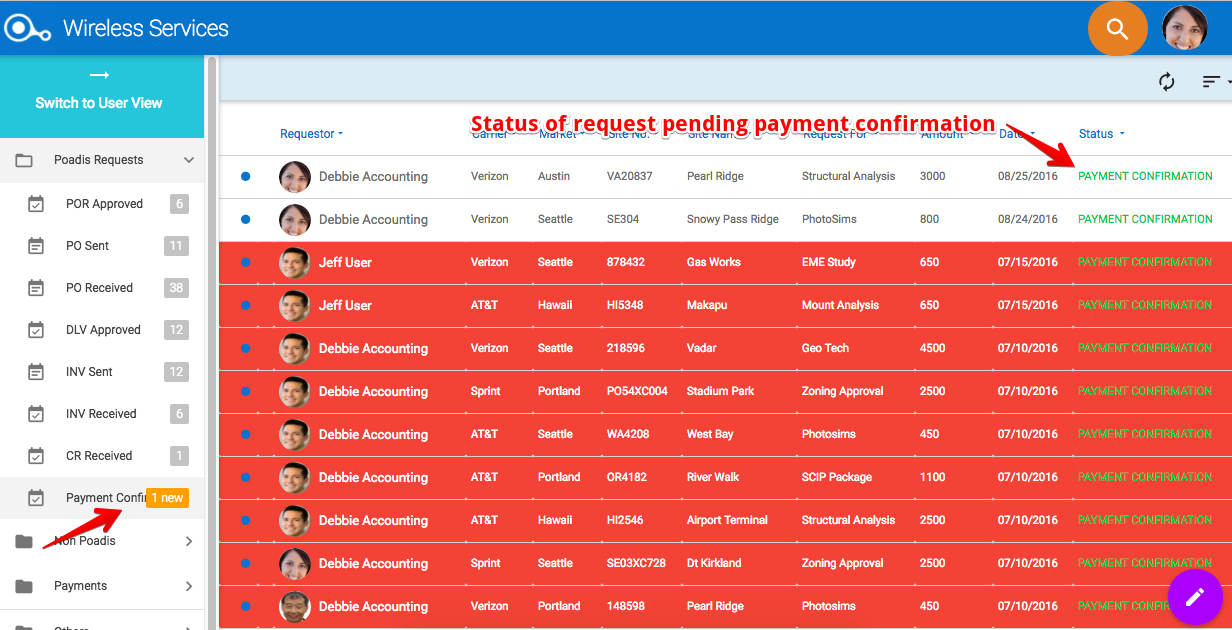 Wireless Services
Switch to User View
Poadis Requests
POR Approved 6
PO Sent 11
PO Received 38
DLV Approved 12
INV Sent 12
INV Received 6
CR Received 1
Payment Confi 1 new
Non Poadis
Payments
Others
Status of request pending payment confirmation
Requestor Carrier Market Site No. Site Name Request For Amount Date Status
Debbie Accounting Verizon Austin VA20837 Pearl Ridge Structural Analysis 3000 08/25/2016 PAYMENT CONFIRMATION
Debbie Accounting Verizon Seattle SE304 Snowy Pass Ridge PhotoSims 800 08/24/2016 PAYMENT CONFIRMATION
Jeff User Verizon Seattle 878432 Gas Works EME Study 650 07/15/2016 PAYMENT CONFIRMATION
Jeff User AT&T Hawaii HI5348 Makapu Mount Analysis 650 07/15/2016 PAYMENT CONFIRMATION
Debbie Accounting Verizon Seattle 218596 Vadar Geo Tech 4500 07/10/2016 PAYMENT CONFIRMATION
Debbie Accounting Sprint Portland PO54XC004 Stadium Park Zoning Approval 2500 07/10/2016 PAYMENT CONFIRMATION
Debbie Accounting AT&T Seattle WA4208 West Bay Photosims 450 07/10/2016 PAYMENT CONFIRMATION
Debbie Accounting AT&T Portland OR4182 River Walk SCIP Package 1100 07/10/2016 PAYMENT CONFIRMATION
Debbie Accounting AT&T Hawaii HI2546 Airport Terminal Structural Analysis 2500 07/10/2016 PAYMENT CONFIRMATION
Debbie Accounting Sprint Seattle SE03XC728 Dt Kirkland Zoning Approval 2500 07/10/2016 PAYMENT CONFIRMATION
Debbie Accounting Verizon Portland 148598 Pearl Ridge Photosims 450 07/10/2016 PAYMENT